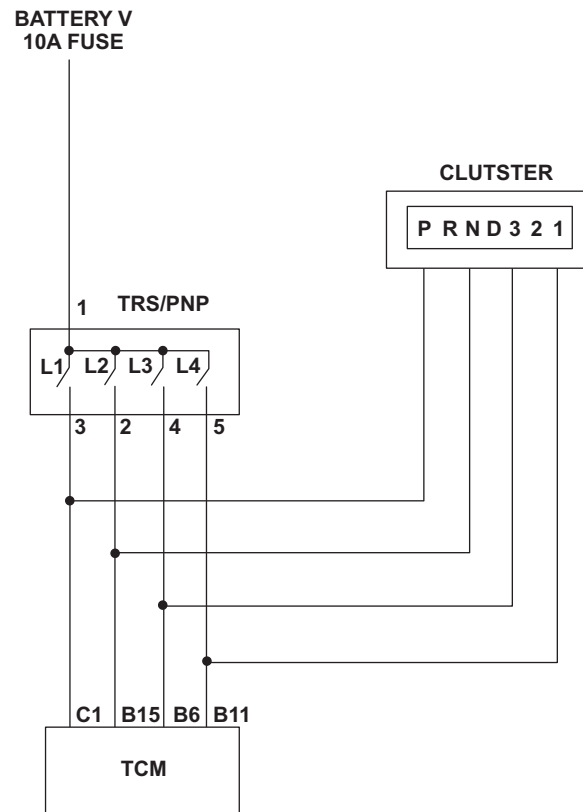 BATTERY V
10A FUSE
CLUTSTER
P R N D 3 2 1
1
TRS/PNP
L1 L2 L3 L4
3 2 4 5
C1 B15 B6 B11
TCM